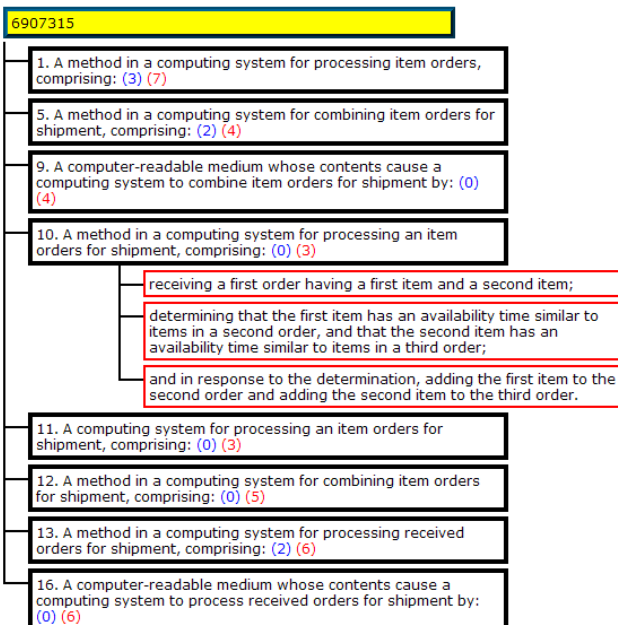 6907315
1. A method in a computing system for processing item orders,
comprising: (3) (7)
5. A method in a computing system for combining item orders for
shipment, comprising: (2) (4)
9. A computer-readable medium whose contents cause a
computing system to combine item orders for shipment by: (0)
(4)
10. A method in a computing system for processing an item
orders for shipment, comprising: (0) (3)
receiving a first order having a first item and a second item;
determining that the first item has an availability time similar to
items in a second order, and that the second item has an
availability time similar to items in a third order;
and in response to the determination, adding the first item to the
second order and adding the second item to the third order.
11. A computing system for processing an item orders for
shipment, comprising: (0) (3)
12. A method in a computing system for combining item orders
for shipment, comprising: (0) (5)
13. A method in a computing system for processing received
orders for shipment, comprising: (2) (6)
16. A computer-readable medium whose contents cause a
computing system to process received orders for shipment by:
(0) (6)